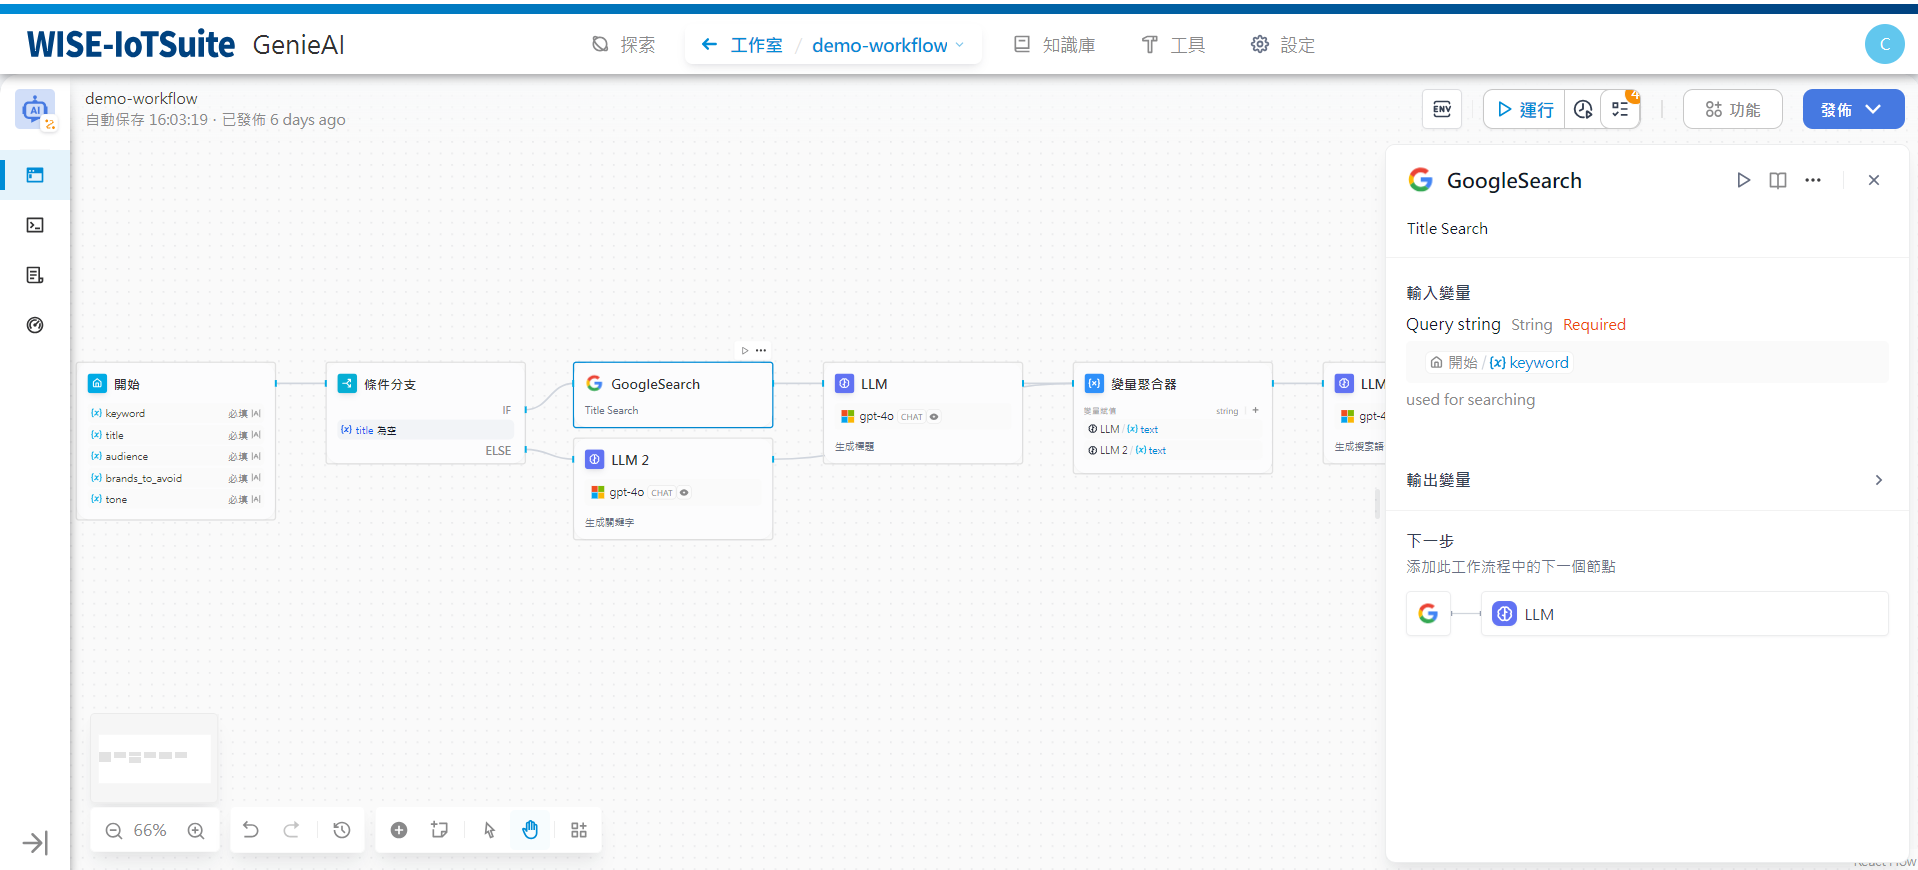 WISE-IoTSuite GenieAI
探索
工作室 / demo-workflow
知識庫
工具
設定
C
demo-workflow
自動保存 16:03:19 · 已發佈 6 days ago
ENV
運行
4
功能
發佈
開始
{x} keyword 必填
{x} title 必填
{x} audience 必填
{x} brands_to_avoid 必填
{x} tone 必填
條件分支
IF
{x} title 為空
ELSE
GoogleSearch
Title Search
LLM 2
gpt-4o CHAT
生成關鍵字
LLM
gpt-4o CHAT
生成標題
變量聚合器
變量賦值 string +
LLM / {x} text
LLM 2 / {x} text
LLM
gpt-4
生成搜索語
GoogleSearch
Title Search
輸入變量
Query string String Required
開始 / {x} keyword
used for searching
輸出變量
下一步
添加此工作流程中的下一個節點
LLM
66%
React Flow